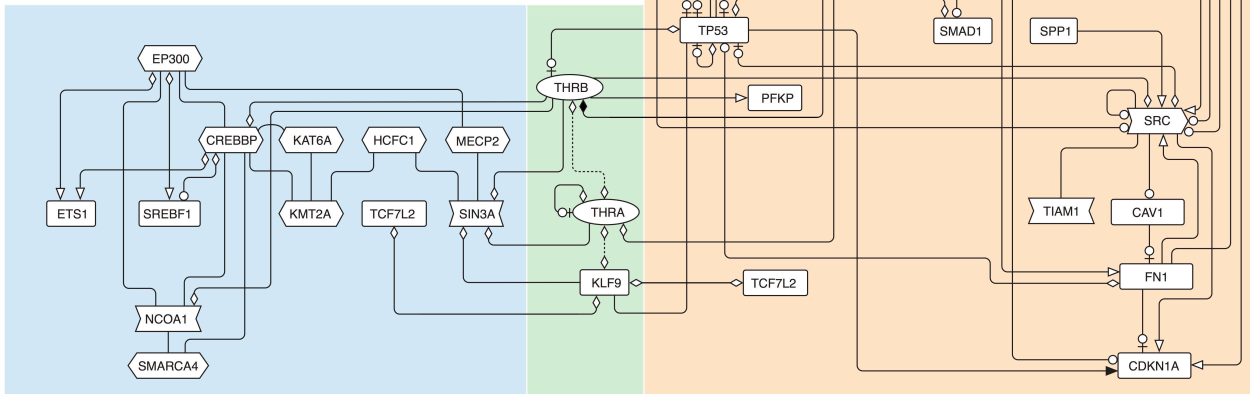 TP53
SMAD1
SPP1
EP300
THRB
PFKP
SRC
CREBBP
KAT6A
HCFC1
MECP2
ETS1
SREBF1
KMT2A
TCF7L2
SIN3A
THRA
TIAM1
CAV1
KLF9
TCF7L2
FN1
NCOA1
SMARCA4
CDKN1A